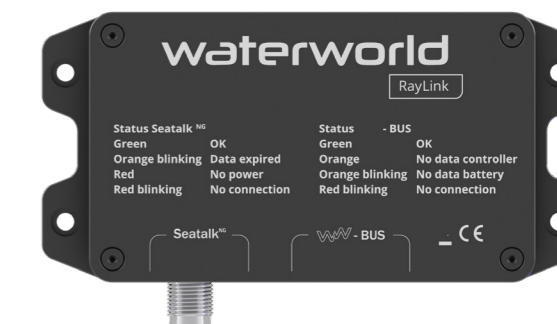 waterworld
RayLink
Status Seatalk NG
Green OK
Orange blinking Data expired
Red No power
Red blinking No connection
Status - BUS
Green OK
Orange No data controller
Orange blinking No data battery
Red blinking No connection
Seatalk NG
WW - BUS
CE